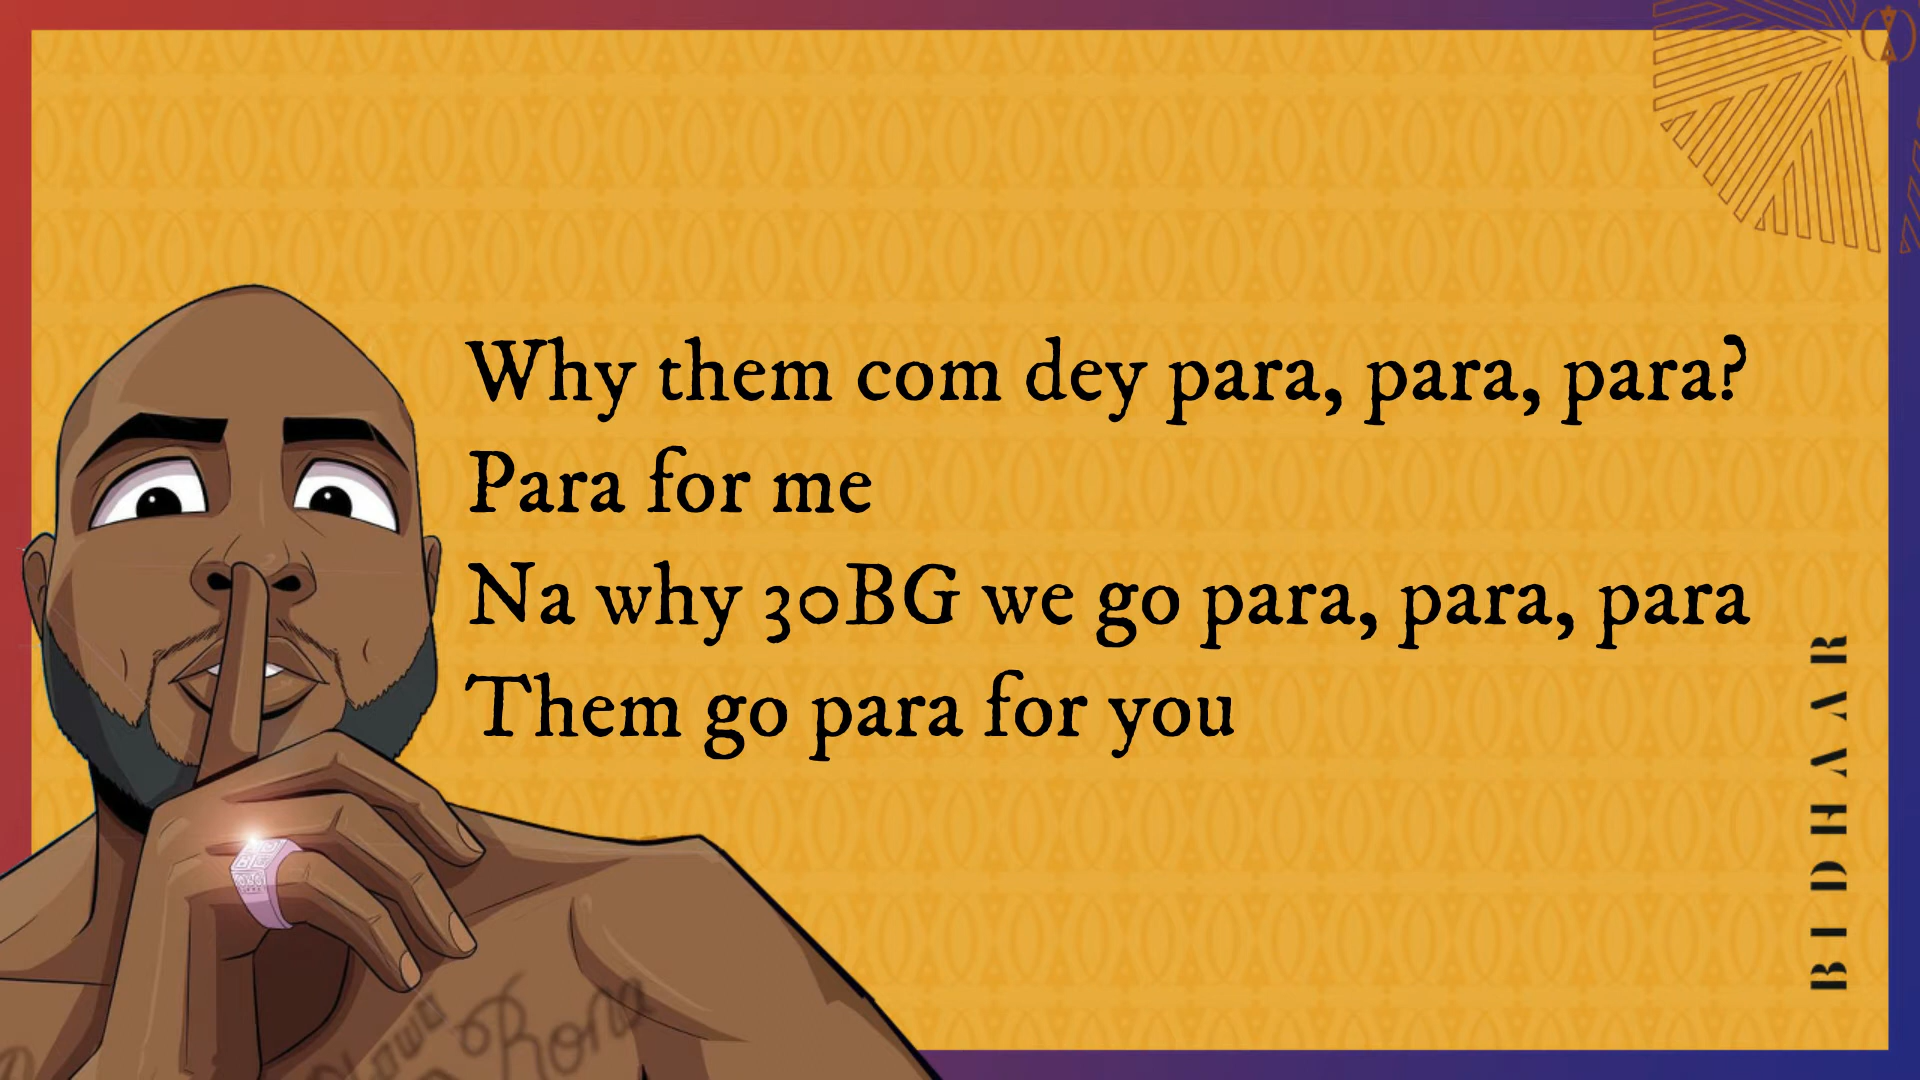 Why them com dey para, para, para?
Para for me
Na why 30BG we go para, para, para
Them go para for you
BIDHAAR
Rona